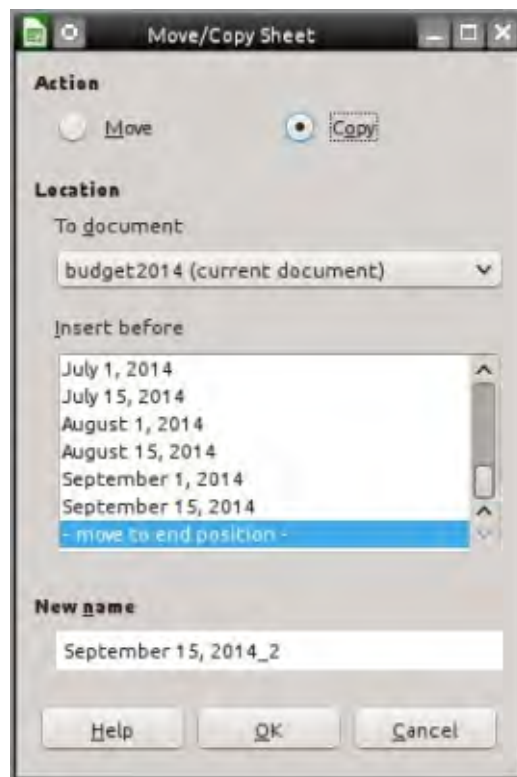 Move/Copy Sheet
Action
Move Copy
Location
To document
budget2014 (current document)
Insert before
July 1, 2014
July 15, 2014
August 1, 2014
August 15, 2014
September 1, 2014
September 15, 2014
- move to end position -
New name
September 15, 2014_2
Help OK Cancel